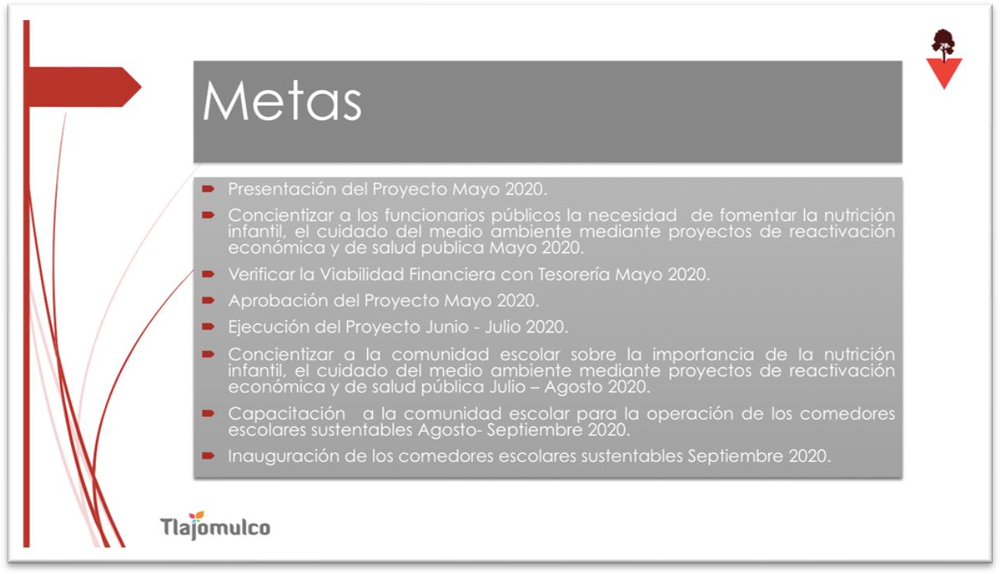 Metas
Presentación del Proyecto Mayo 2020.
Concientizar a los funcionarios públicos la necesidad  de fomentar la nutrición
infantil, el cuidado del medio ambiente mediante proyectos de reactivación
económica y de salud publica Mayo 2020.
Verificar la Viabilidad Financiera con Tesorería Mayo 2020.
Aprobación del Proyecto Mayo 2020.
Ejecución del Proyecto Junio - Julio 2020.
Concientizar a la comunidad escolar sobre la importancia de la nutrición
infantil, el cuidado del medio ambiente mediante proyectos de reactivación
económica y de salud pública Julio – Agosto 2020.
Capacitación  a la comunidad escolar para la operación de los comedores
escolares sustentables Agosto- Septiembre 2020.
Inauguración de los comedores escolares sustentables Septiembre 2020.
Tlajomulco